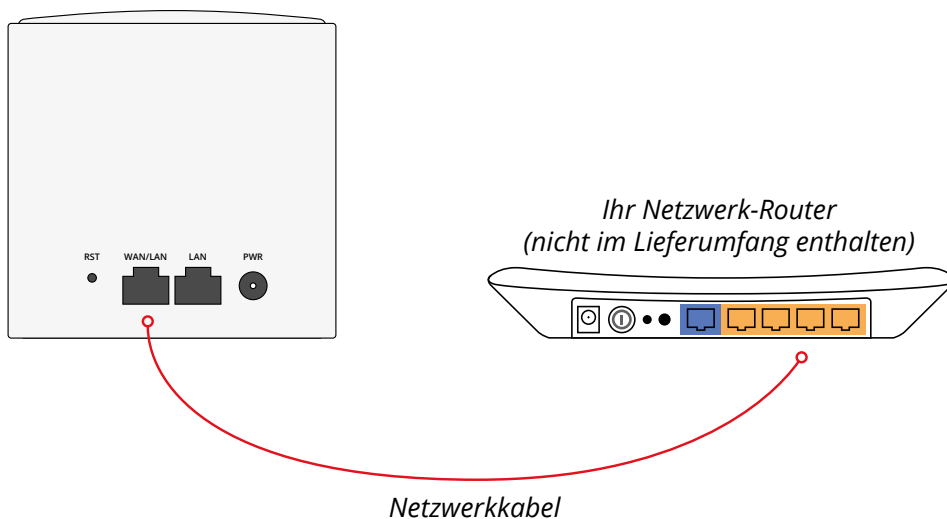 Ihr Netzwerk-Router
(nicht im Lieferumfang enthalten)
RST WAN/LAN LAN PWR
Netzwerkkabel